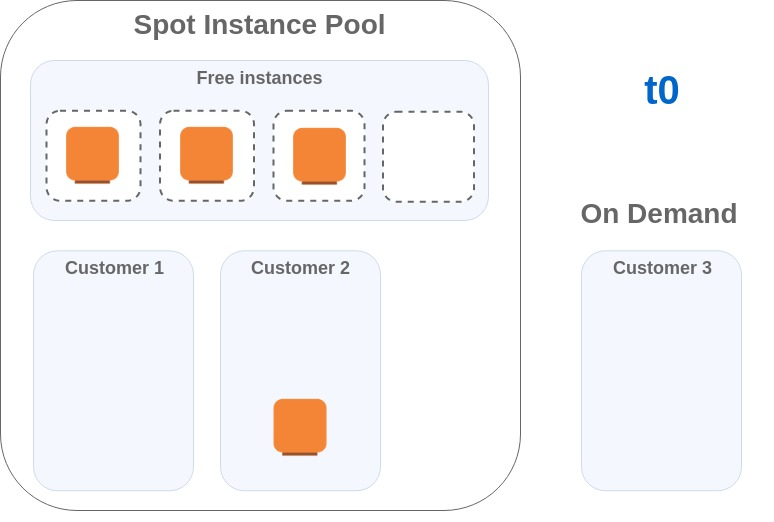 Spot Instance Pool
Free instances
t0
On Demand
Customer 1
Customer 2
Customer 3